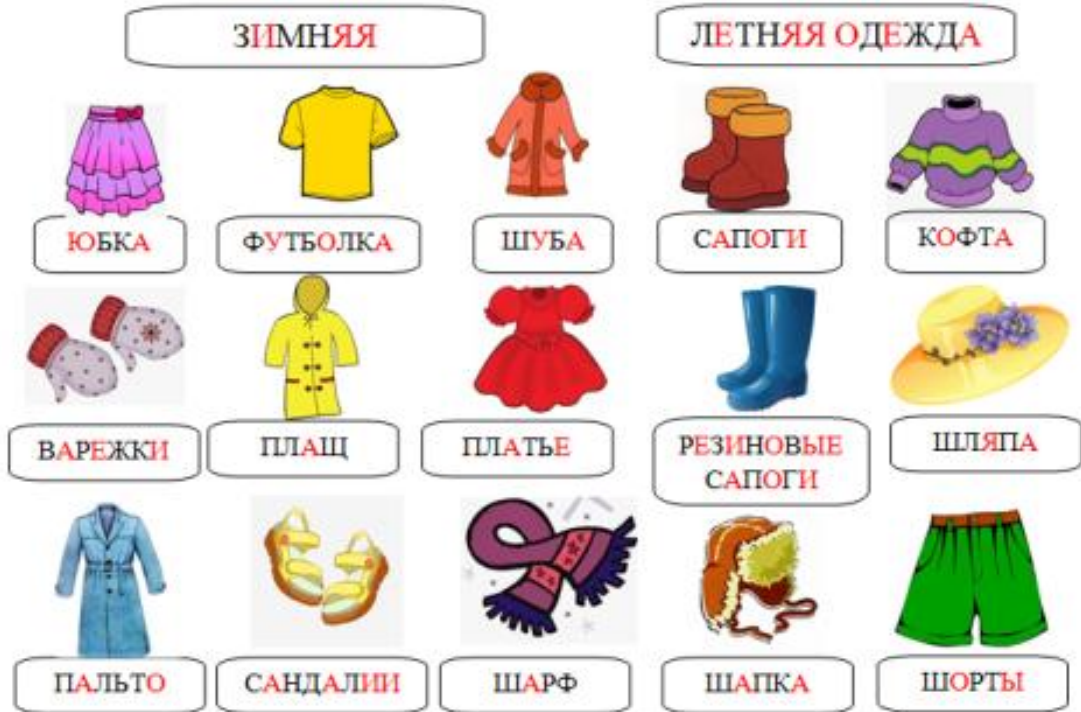 ЗИМНЯЯ
ЛЕТНЯЯ ОДЕЖДА
ЮБКА
ФУТБОЛКА
ШУБА
САПОГИ
КОФТА
ВАРЕЖКИ
ПЛАЩ
ПЛАТЬЕ
РЕЗИНОВЫЕ
САПОГИ
ШЛЯПА
ПАЛЬТО
САНДАЛИИ
ШАРФ
ШАПКА
ШОРТЫ